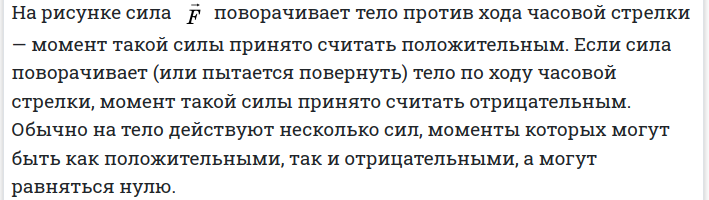 На рисунке сила F⃗ поворачивает тело против хода часовой стрелки
— момент такой силы принято считать положительным. Если сила
поворачивает (или пытается повернуть) тело по ходу часовой
стрелки, момент такой силы принято считать отрицательным.
Обычно на тело действуют несколько сил, моменты которых могут
быть как положительными, так и отрицательными, а могут
равняться нулю.